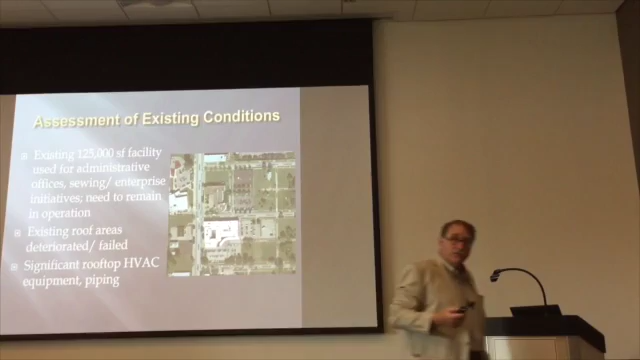 Assessment of Existing Conditions
Existing 125,000 sf facility
used for administrative
offices, sewing/ enterprise
initiatives; need to remain
in operation
Existing roof areas
deteriorated/ failed
Significant rooftop HVAC
equipment, piping